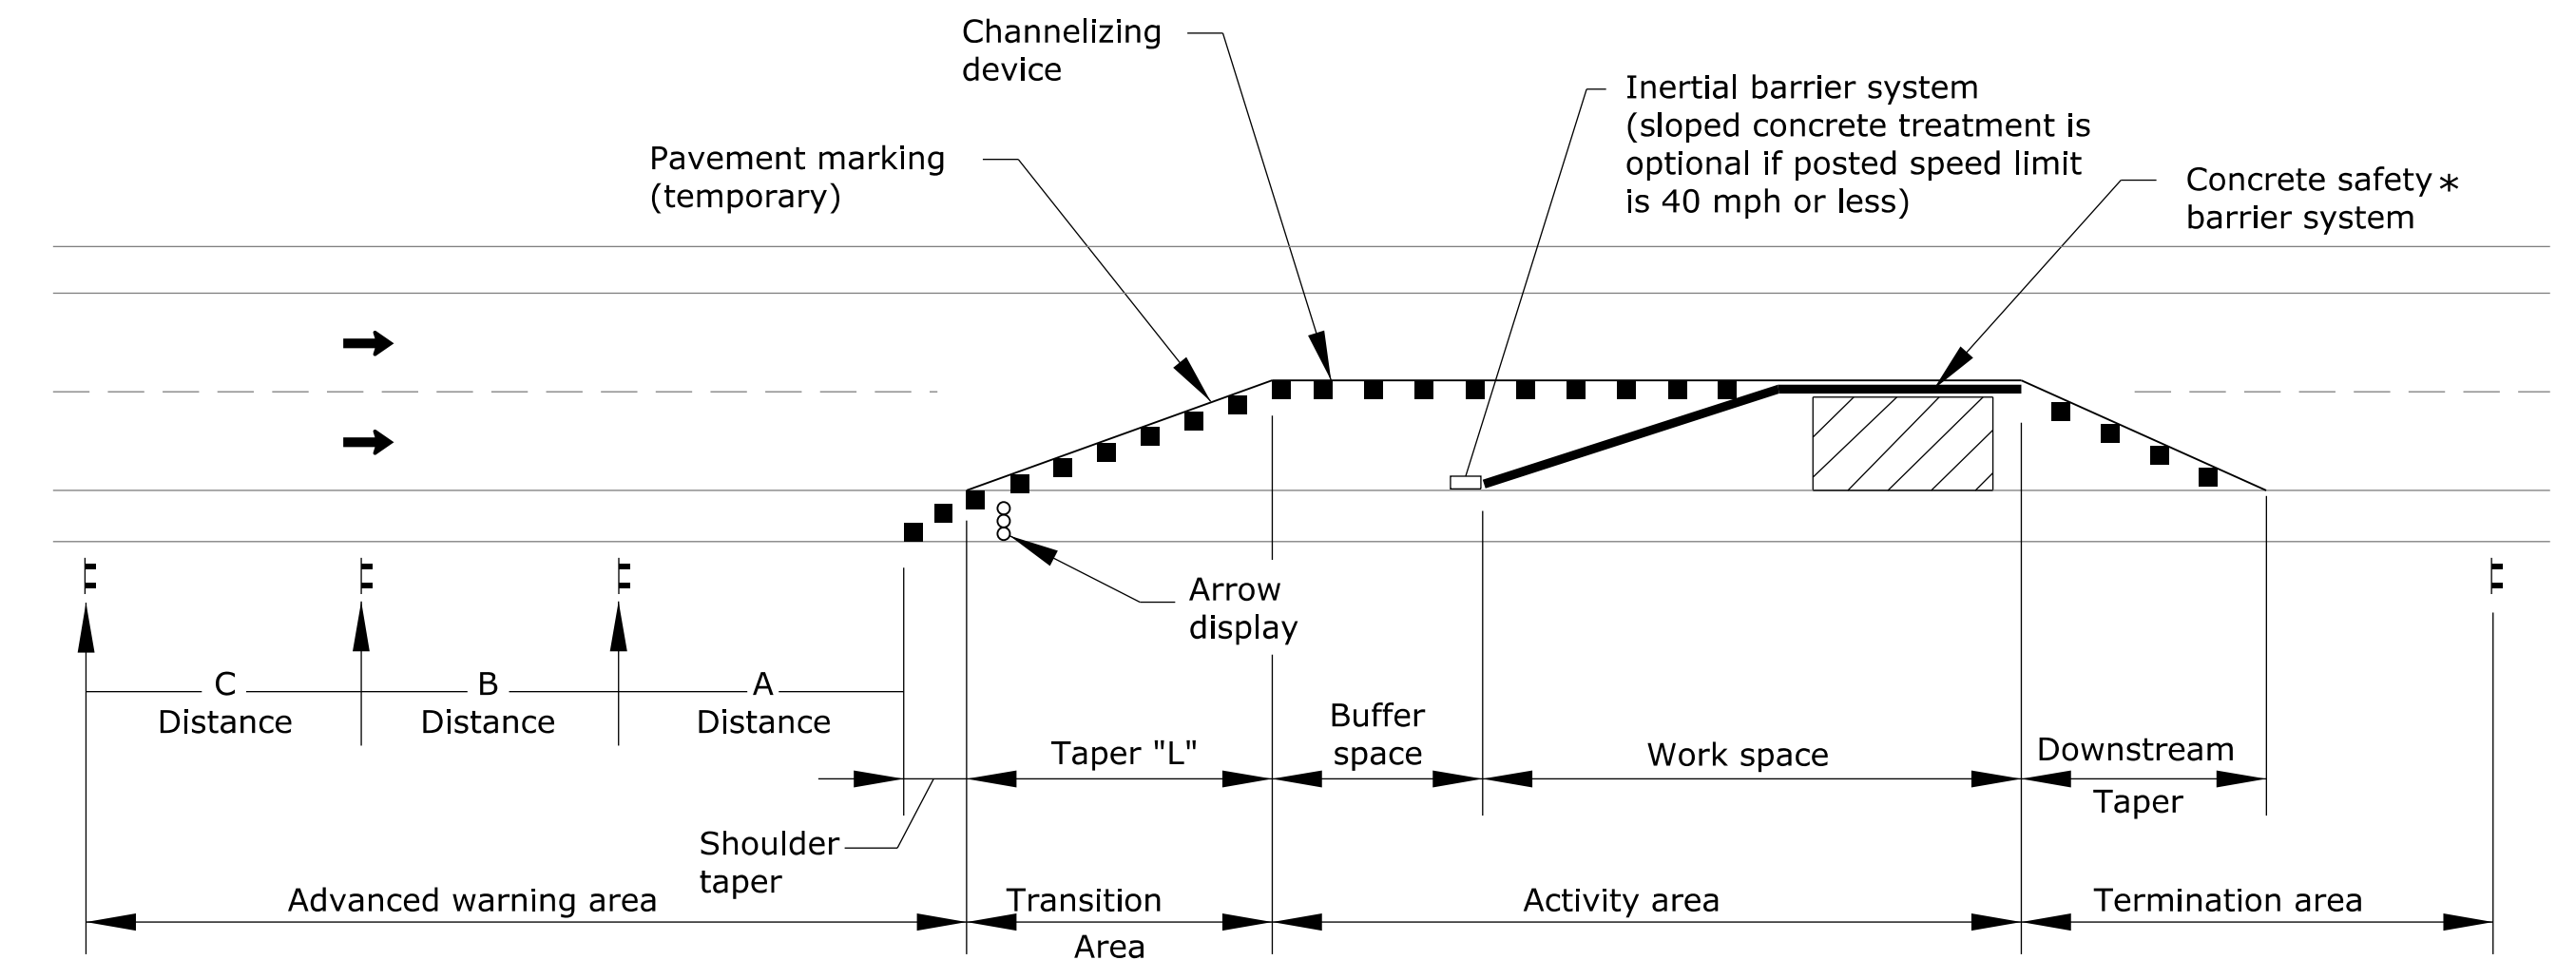 Channelizing
device
Inertial barrier system
(sloped concrete treatment is
optional if posted speed limit
is 40 mph or less)
Pavement marking
(temporary)
Concrete safety*
barrier system
Arrow
display
C
Distance
B
Distance
A
Distance
Buffer
space
Taper "L"
Work space
Downstream
Taper
Shoulder
taper
Advanced warning area
Transition
Area
Activity area
Termination area